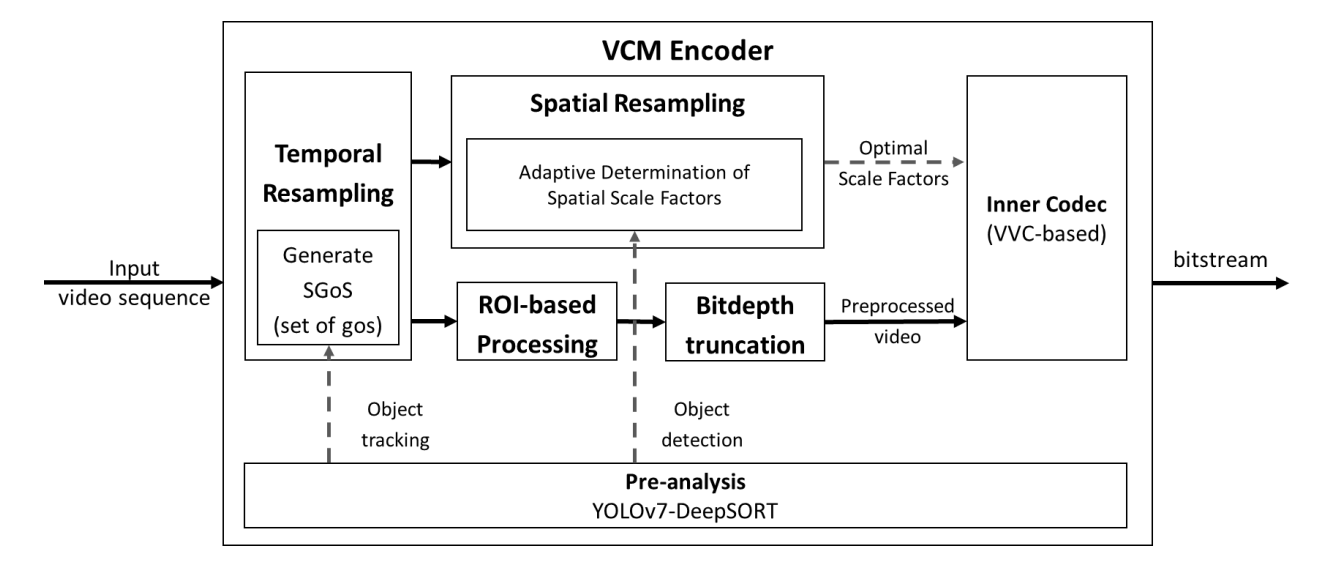 VCM Encoder
Temporal
Resampling
Generate
SGoS
(set of gos)
Spatial Resampling
Adaptive Determination of
Spatial Scale Factors
Optimal
Scale Factors
Inner Codec
(VVC-based)
Input
video sequence
bitstream
ROI-based
Processing
Bitdepth
truncation
Preprocessed
video
Object
tracking
Object
detection
Pre-analysis
YOLOv7-DeepSORT